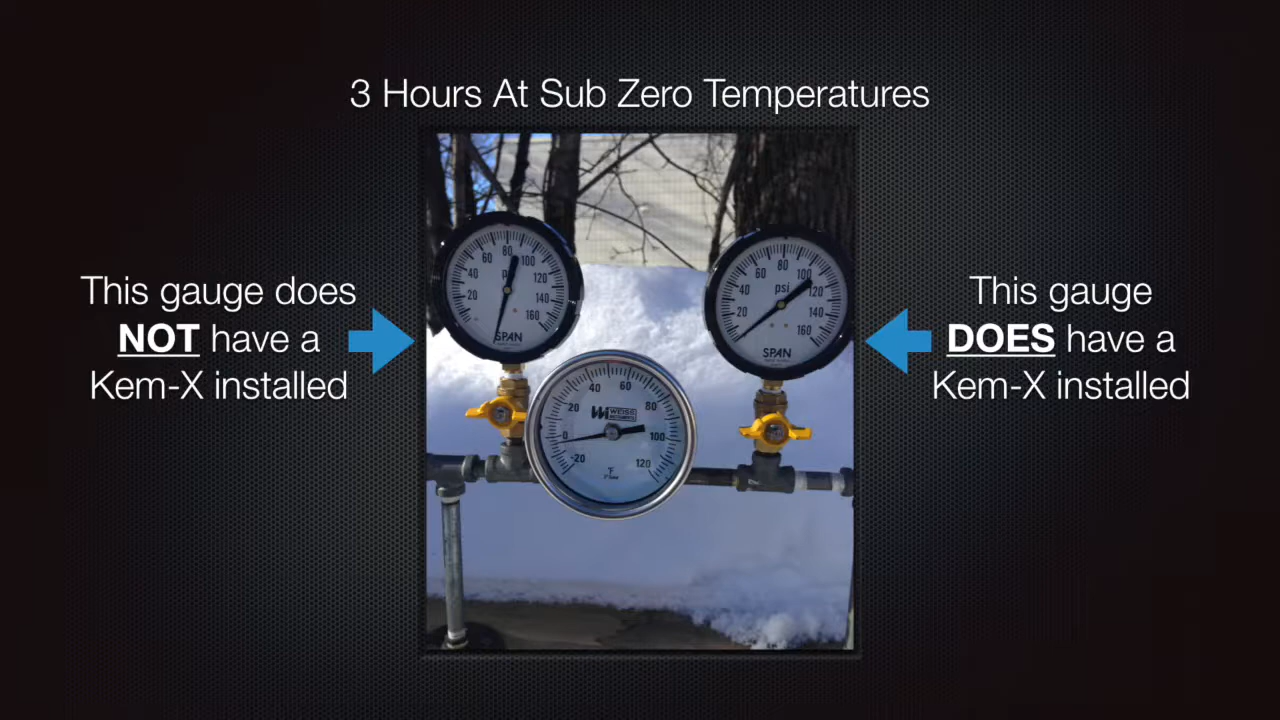 3 Hours At Sub Zero Temperatures
This gauge does
NOT have a
Kem-X installed
This gauge
DOES have a
Kem-X installed
20
40
60
80
100
120
140
160
SPAN
20
40
60
80
100
120
140
160
psi
SPAN
-20
0
20
40
60
80
100
120
WEISS
°F